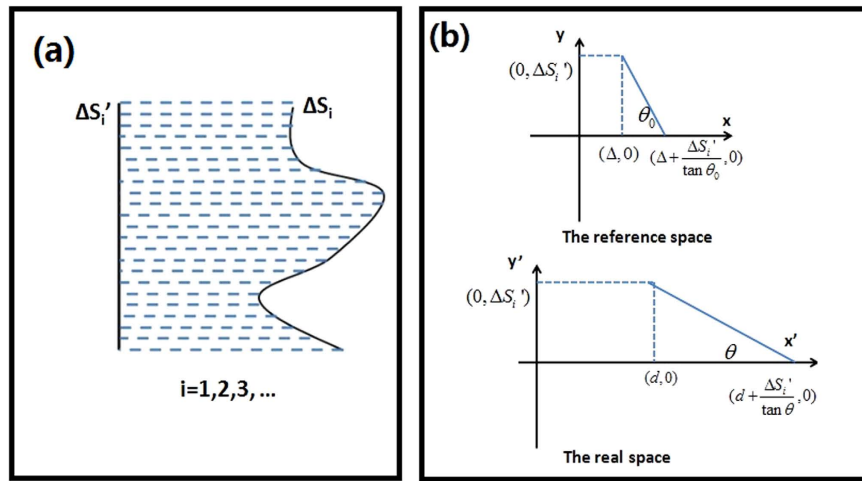 (a)
ΔSᵢ'
ΔSᵢ
i=1,2,3, ...
(b)
y
(0, ΔSᵢ')
θ₀
x
(Δ,0)
(Δ + ΔSᵢ' / tan θ₀ ,0)
The reference space
y'
(0, ΔSᵢ')
θ
x'
(d,0)
(d + ΔSᵢ' / tan θ ,0)
The real space